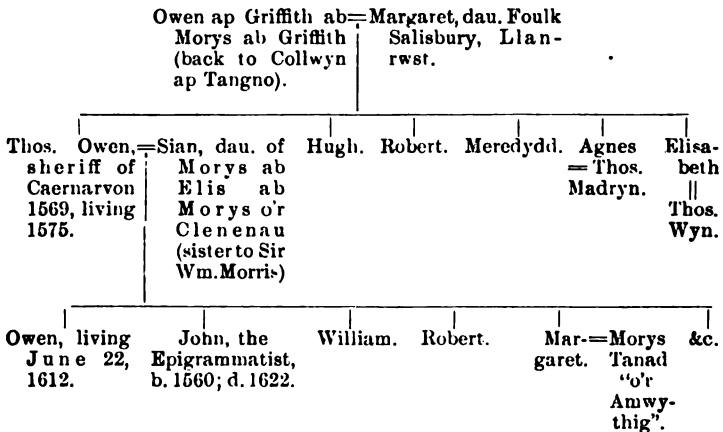 Owen ap Griffith ab=Margaret, dau. Foulk
Morys ab Griffith Salisbury, Llan-
(back to Collwyn rwst.
ap Tangno).
Thos. Owen,=Sian, dau. of Hugh. Robert. Meredydd. Agnes Elisa-
sheriff of Morys ab =Thos. beth
Caernarvon Elis ab Madryn. ||
1569, living Morys o'r Thos.
1575. Clenenau Wyn.
(sister to Sir
Wm. Morris)
Owen, living John, the William. Robert. Mar-=Morys &c.
June 22, Epigrammatist, garet. Tanad
1612. b. 1560; d. 1622. "o'r
Amwy-
thig".